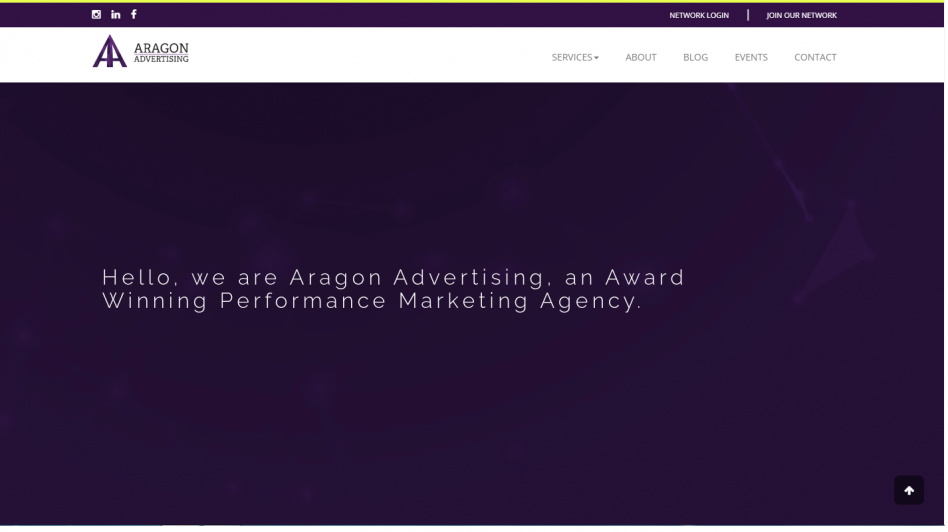 NETWORK LOGIN | JOIN OUR NETWORK
ARAGON
ADVERTISING
SERVICES ABOUT BLOG EVENTS CONTACT
Hello, we are Aragon Advertising, an Award
Winning Performance Marketing Agency.